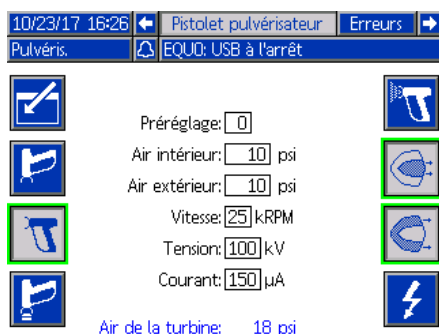 10/23/17 16:26 Pistolet pulvérisateur Erreurs
Pulvéris. EQU0: USB à l'arrêt
Préréglage: 0
Air intérieur: 10 psi
Air extérieur: 10 psi
Vitesse: 25 kRPM
Tension: 100 kV
Courant: 150 µA
Air de la turbine: 18 psi